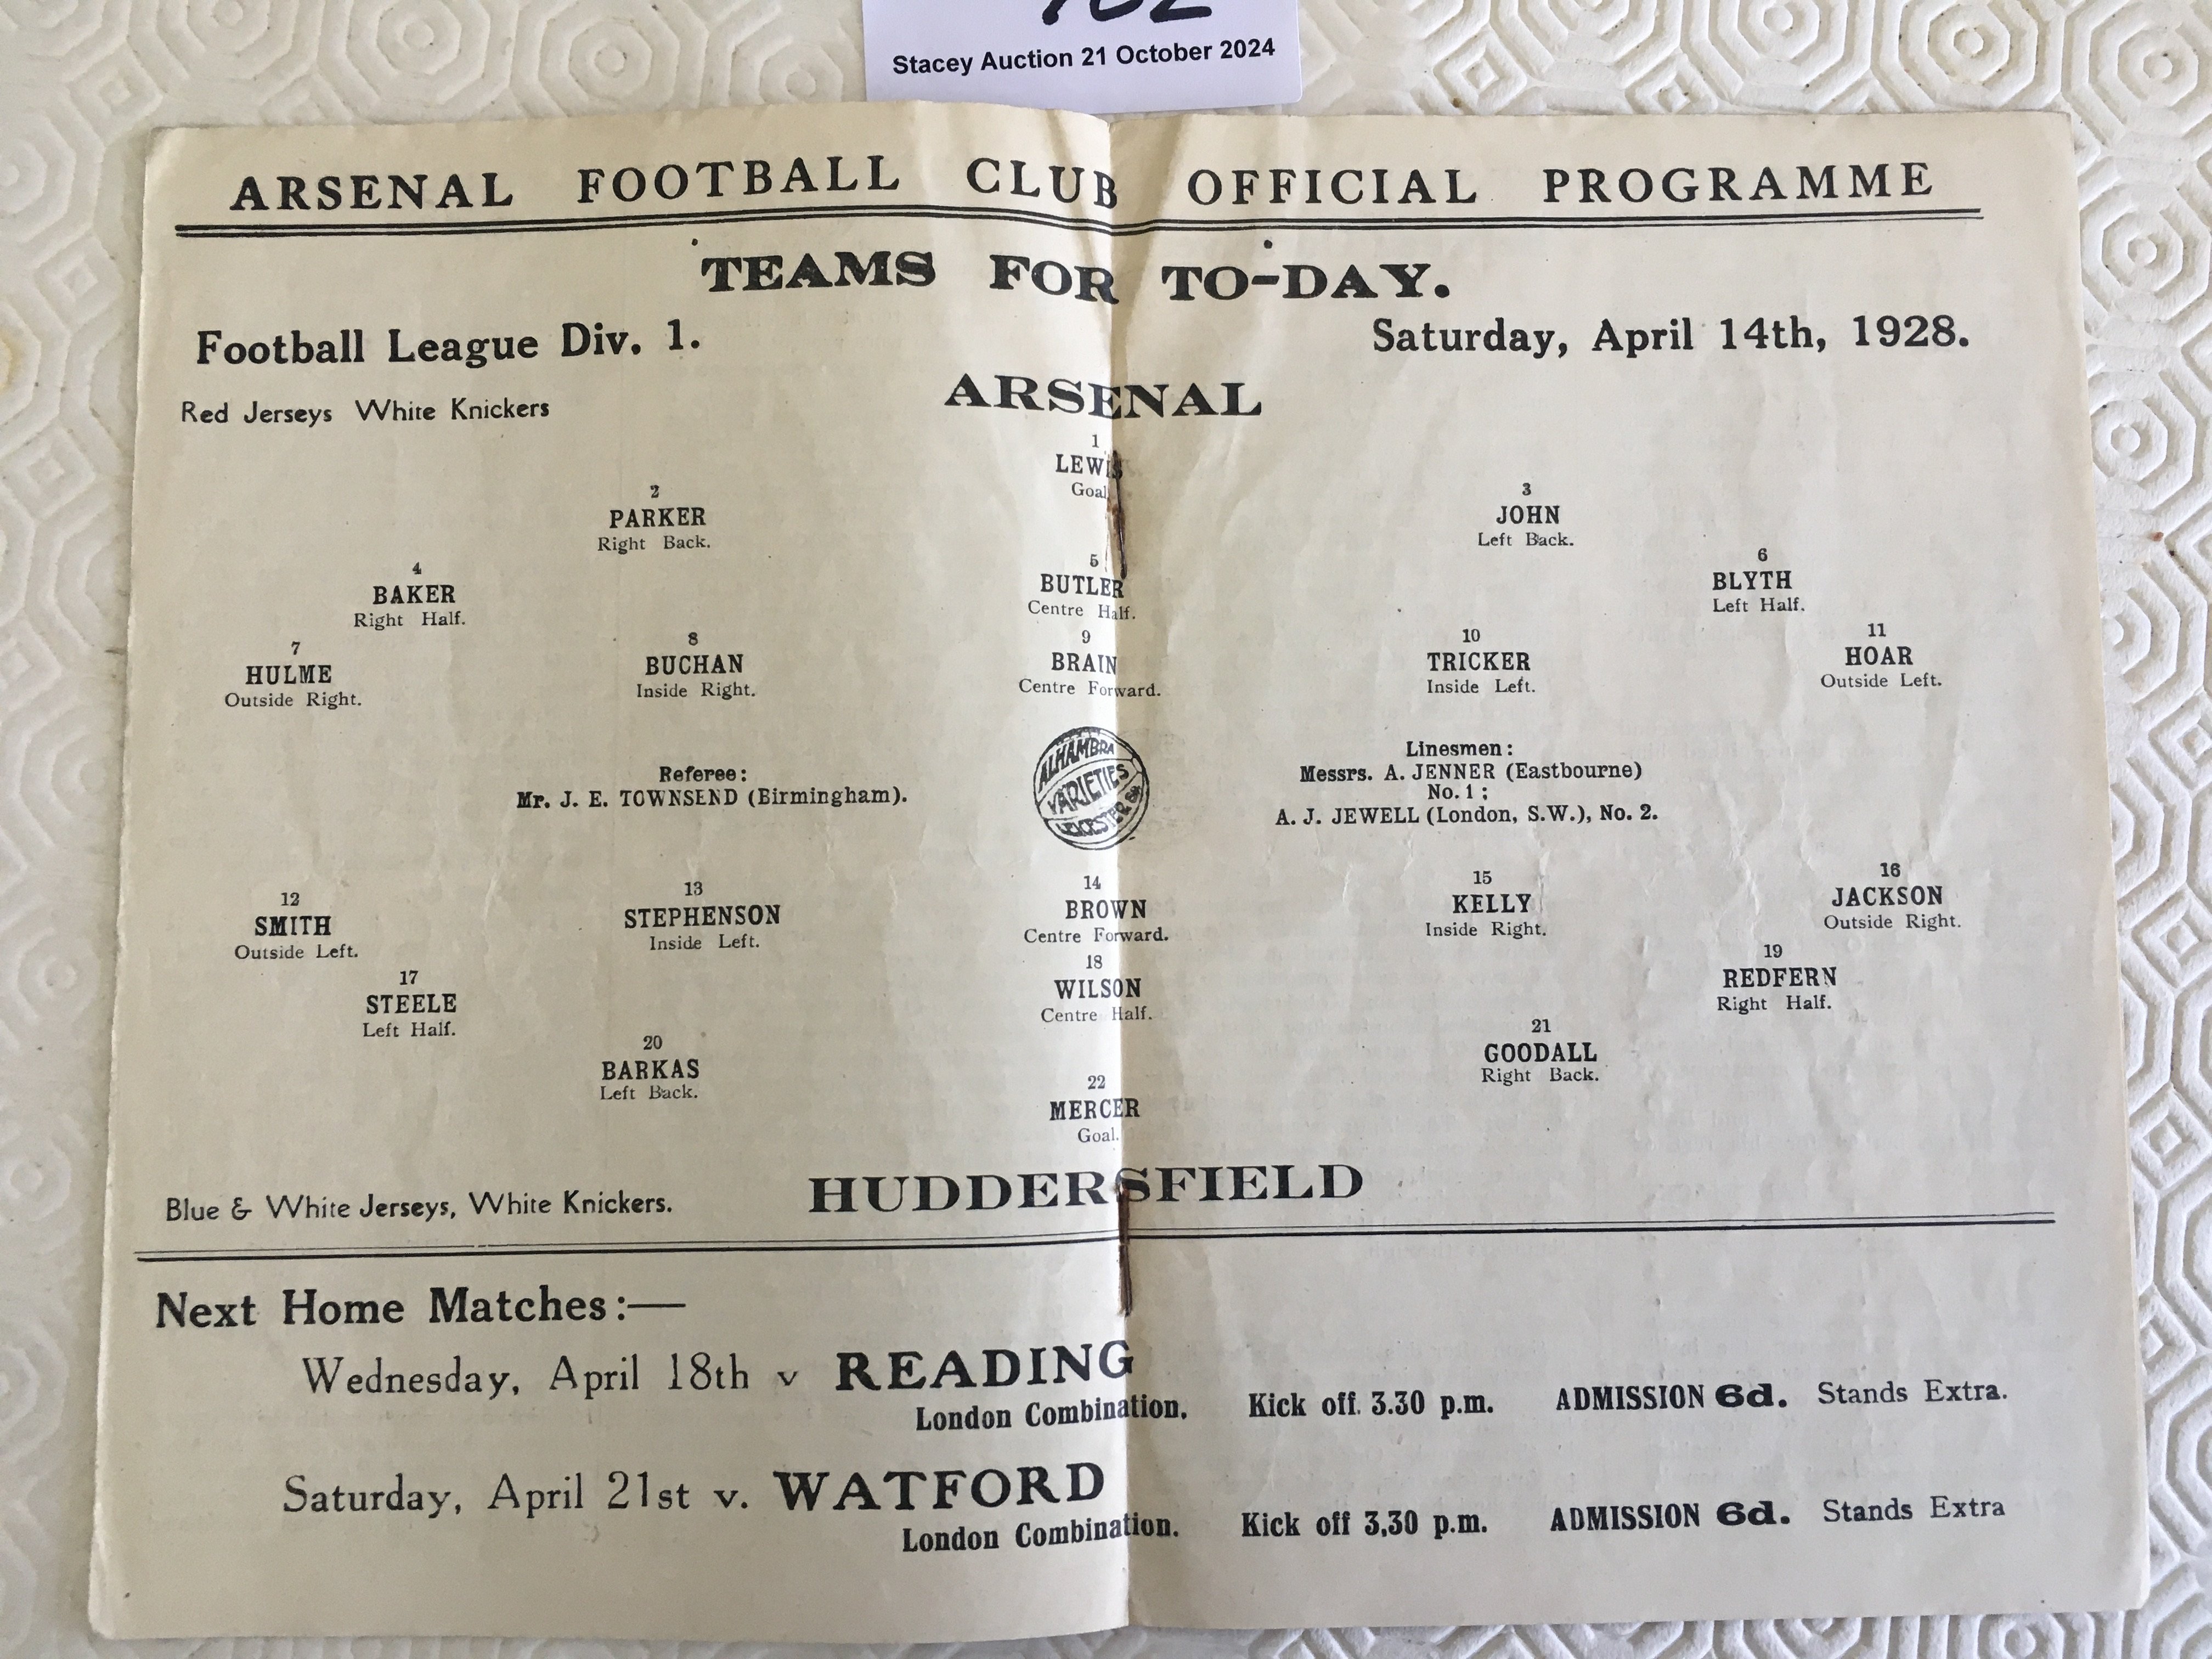 Stacey Auction 21 October 2024
ARSENAL FOOTBALL CLUB OFFICIAL PROGRAMME
TEAMS FOR TO-DAY.
Football League Div. 1. Saturday, April 14th, 1928.
ARSENAL
Red Jerseys White Knickers
1
LEWIS
Goal
2 3
PARKER JOHN
Right Back. Left Back.
4 5 6
BAKER BUTLER BLYTH
Right Half. Centre Half. Left Half.
7 8 9 10 11
HULME BUCHAN BRAIN TRICKER HOAR
Outside Right. Inside Right. Centre Forward. Inside Left. Outside Left.
Referee:
Mr. J. E. TOWNSEND (Birmingham).
ALHAMBRA
VARIETIES
LEICESTER SQ
Linesmen:
Messrs. A. JENNER (Eastbourne)
No. 1;
A. J. JEWELL (London, S.W.), No. 2.
12 13 14 15 16
SMITH STEPHENSON BROWN KELLY JACKSON
Outside Left. Inside Left. Centre Forward. Inside Right. Outside Right.
17 18 19
STEELE WILSON REDFERN
Left Half. Centre Half. Right Half.
20 21
BARKAS GOODALL
Left Back. Right Back.
22
MERCER
Goal.
HUDDERSFIELD
Blue & White Jerseys, White Knickers.
Next Home Matches:—
Wednesday, April 18th v READING
London Combination. Kick off. 3.30 p.m. ADMISSION 6d. Stands Extra.
Saturday, April 21st v. WATFORD
London Combination. Kick off 3,30 p.m. ADMISSION 6d. Stands Extra